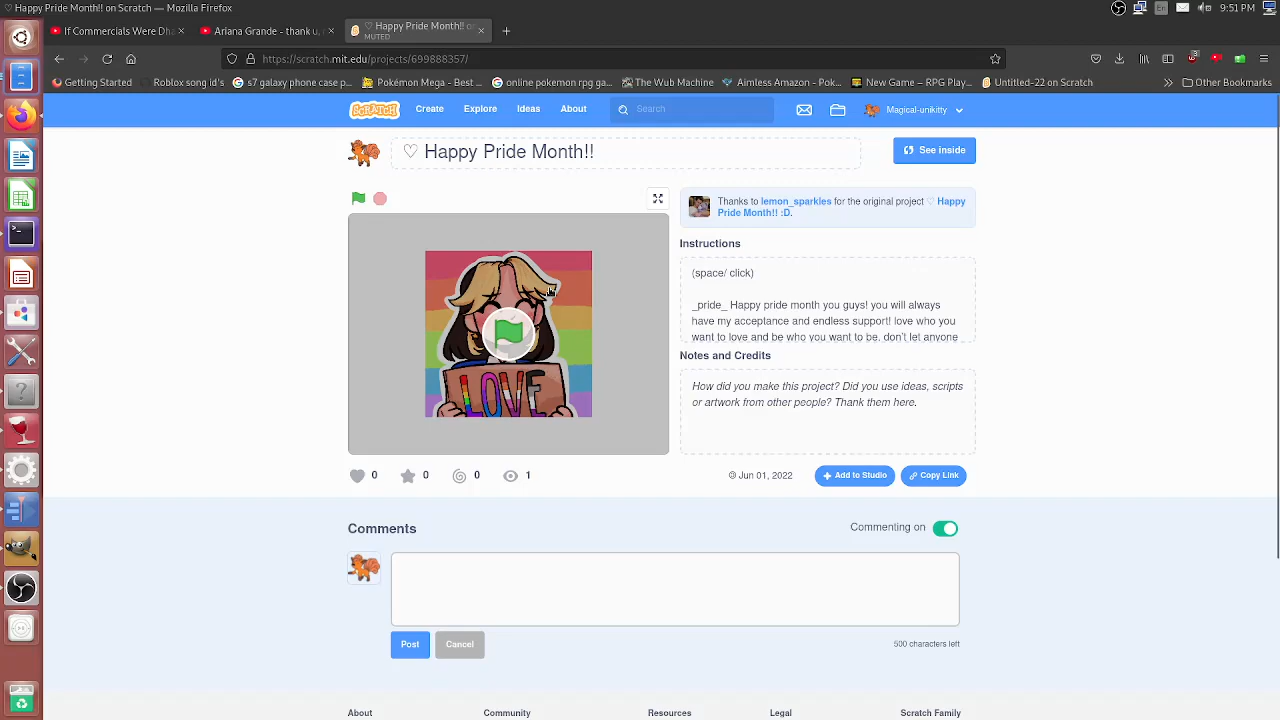 ♡ Happy Pride Month!! on Scratch — Mozilla Firefox
En
9:51 PM
If Commercials Were Dha
Ariana Grande - thank u,
♡ Happy Pride Month!! on
MUTED
https://scratch.mit.edu/projects/699888357/
Getting Started
Roblox song id's
s7 galaxy phone case p...
Pokémon Mega - Best ...
online pokemon rpg ga...
The Wub Machine
Aimless Amazon - Pok...
New Game – RPG Play...
Untitled-22 on Scratch
Other Bookmarks
SCRATCH
Create
Explore
Ideas
About
Search
Magical-unikitty
♡ Happy Pride Month!!
See inside
Thanks to lemon_sparkles for the original project ♡ Happy
Pride Month!! :D.
Instructions
(space/ click)
_pride_ Happy pride month you guys! you will always
have my acceptance and endless support! love who you
want to love and be who you want to be. don't let anyone
LOVE
Notes and Credits
How did you make this project? Did you use ideas, scripts
or artwork from other people? Thank them here.
0
0
0
1
© Jun 01, 2022
Add to Studio
Copy Link
Comments
Commenting on
Post
Cancel
500 characters left
About
Community
Resources
Legal
Scratch Family